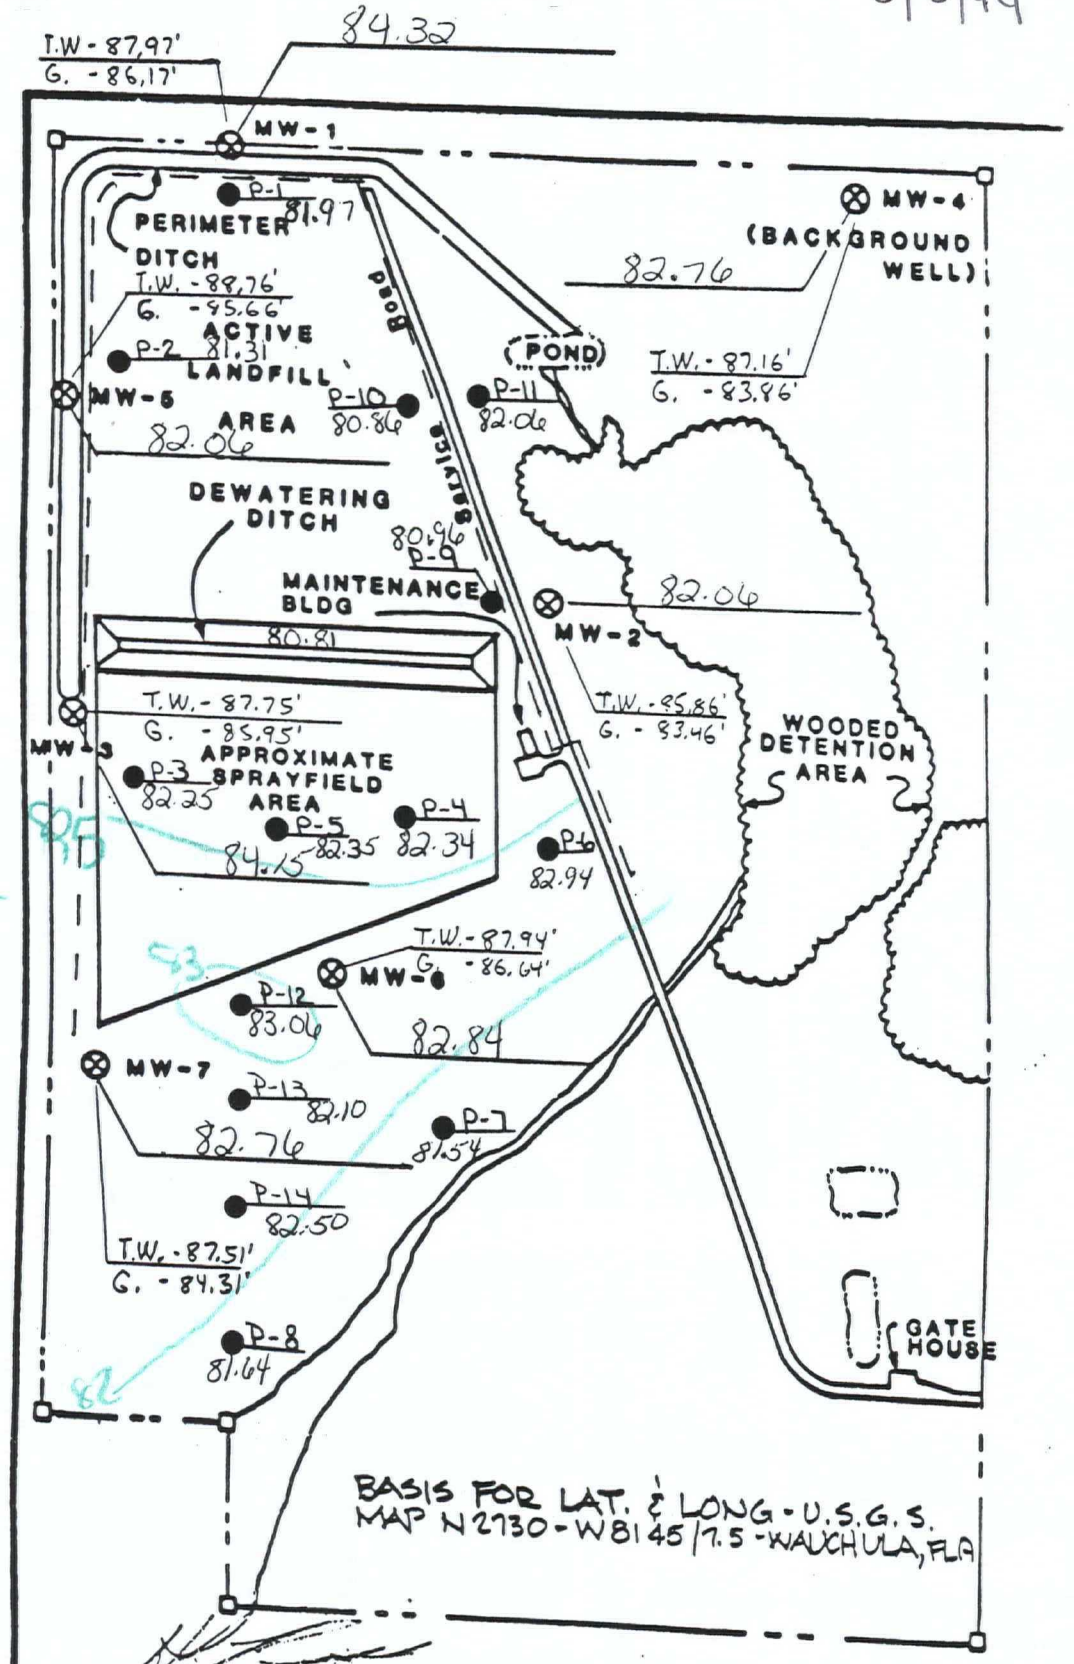 84.32
T.W - 87,97'
G. - 86,17'
MW-1
P-1
81.97
MW-4
PERIMETER
DITCH
(BACKGROUND
WELL)
82.76
T.W. - 88,76'
G. - 85.66'
Road
ACTIVE
P-2 81.31
LANDFILL
(POND)
T.W. - 87.16'
G. - 83.86'
MW-5
P-10
80.86
P-11
82.06
AREA
82.06
Service
DEWATERING
DITCH
80.96
P-9
MAINTENANCE
BLDG
82.06
MW-2
80.81
T.W. - 87.75'
G. - 85.95'
T.W. - 85,86'
G. - 83.46'
MW-3
WOODED
DETENTION
AREA
APPROXIMATE
SPRAYFIELD
AREA
P-3
82.25
P-4
82.34
P-5
82.35
84.15
P-6
82.94
T.W. - 87.94'
G. - 86.64'
83
MW-6
P-12
83.06
82.84
MW-7
P-13
82.10
P-7
81.54
82.76
P-14
82.50
T.W. - 87.51'
G. - 84.31'
P-8
81.64
GATE
HOUSE
82
BASIS FOR LAT. & LONG - U.S.G.S.
MAP N2730-W8145/7.5 - WAUCHULA, FLA